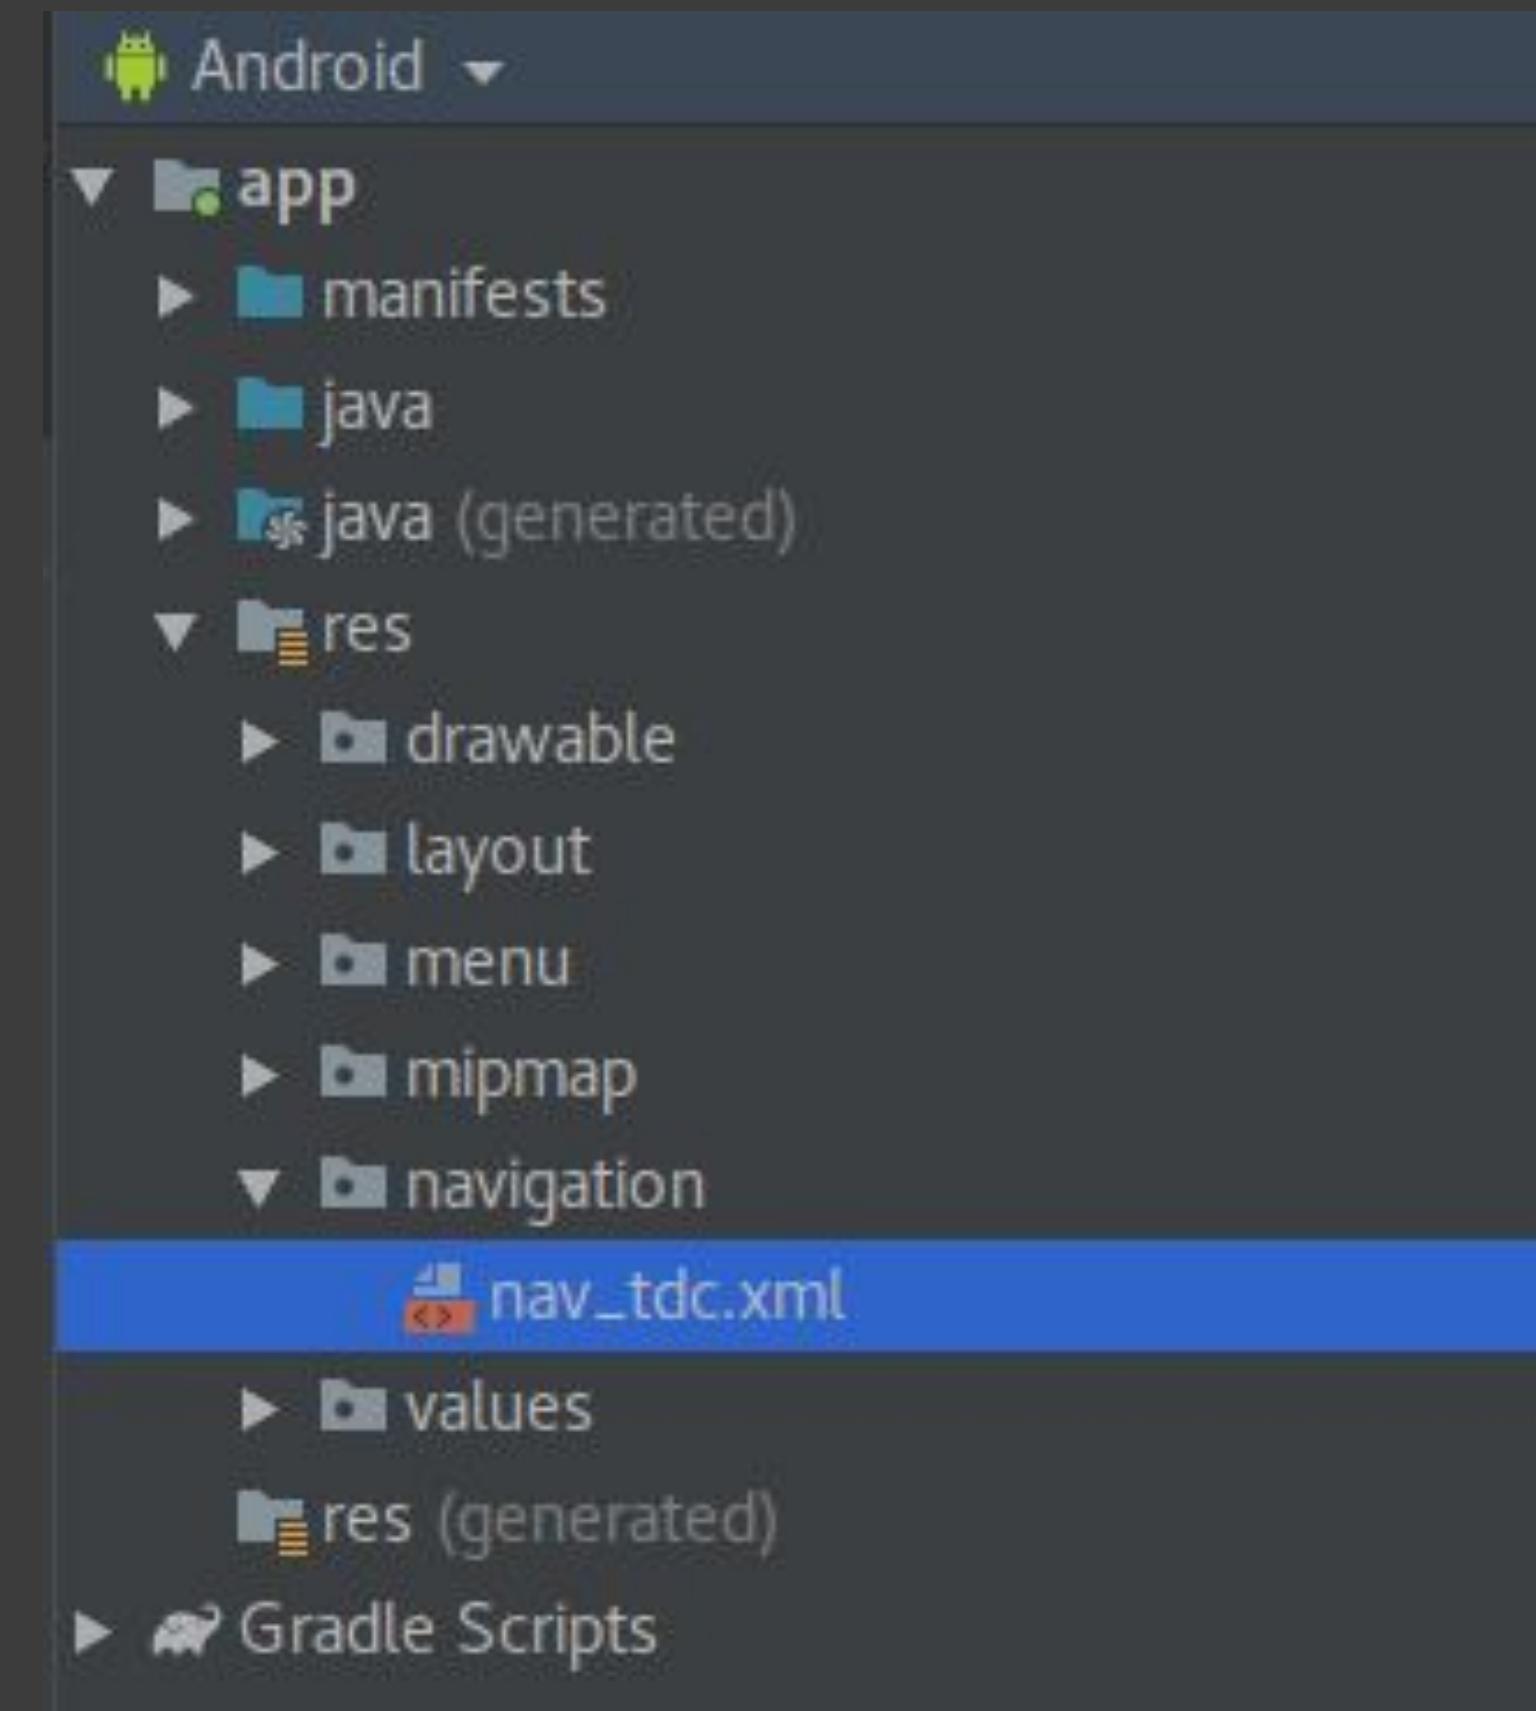 Android
app
manifests
java
java (generated)
res
drawable
layout
menu
mipmap
navigation
nav_tdc.xml
values
res (generated)
Gradle Scripts